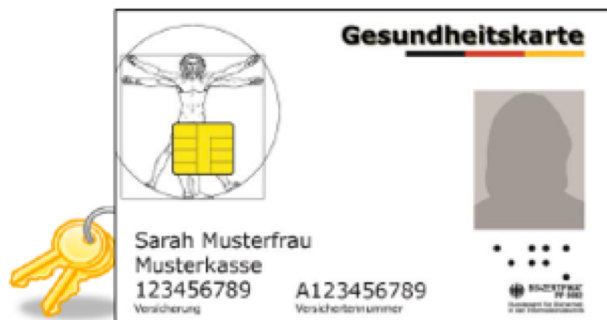 Gesundheitskarte
Sarah Musterfrau
Musterkasse
123456789 A123456789
Versicherung Versichertennummer